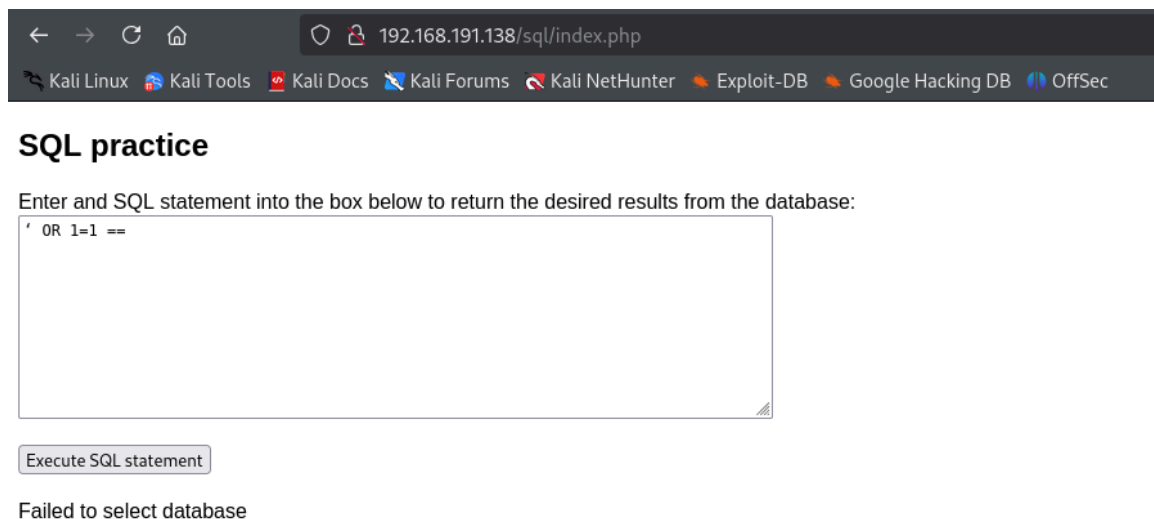 192.168.191.138/sql/index.php
Kali Linux Kali Tools Kali Docs Kali Forums Kali NetHunter Exploit-DB Google Hacking DB OffSec
SQL practice
Enter and SQL statement into the box below to return the desired results from the database:
‘ OR 1=1 ==
Execute SQL statement
Failed to select database